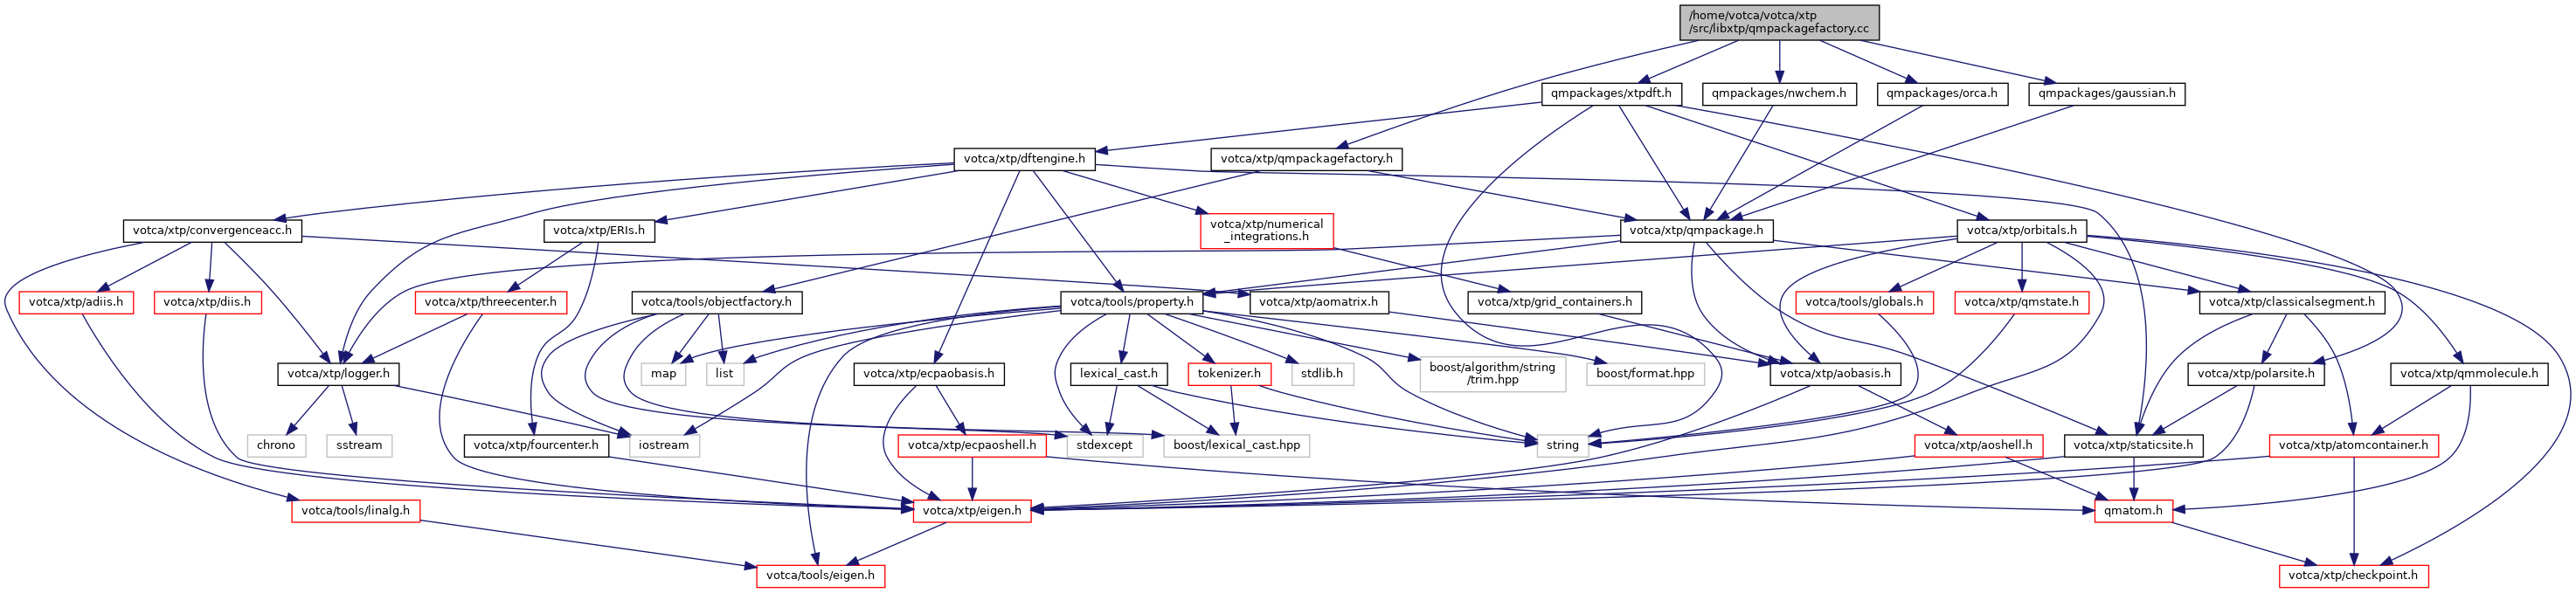 /home/votca/votca/xtp
/src/libxtp/qmpackagefactory.cc
qmpackages/xtpdft.h
qmpackages/nwchem.h
qmpackages/orca.h
qmpackages/gaussian.h
votca/xtp/dftengine.h
votca/xtp/qmpackagefactory.h
votca/xtp/convergenceacc.h
votca/xtp/ERIs.h
votca/xtp/numerical
_integrations.h
votca/xtp/qmpackage.h
votca/xtp/orbitals.h
votca/xtp/adiis.h
votca/xtp/diis.h
votca/xtp/threecenter.h
votca/tools/objectfactory.h
votca/tools/property.h
votca/xtp/aomatrix.h
votca/xtp/grid_containers.h
votca/tools/globals.h
votca/xtp/qmstate.h
votca/xtp/classicalsegment.h
votca/xtp/logger.h
map
list
votca/xtp/ecpaobasis.h
lexical_cast.h
tokenizer.h
stdlib.h
boost/algorithm/string
/trim.hpp
boost/format.hpp
votca/xtp/aobasis.h
votca/xtp/polarsite.h
votca/xtp/qmmolecule.h
chrono
sstream
votca/xtp/fourcenter.h
iostream
votca/xtp/ecpaoshell.h
stdexcept
boost/lexical_cast.hpp
string
votca/xtp/aoshell.h
votca/xtp/staticsite.h
votca/xtp/atomcontainer.h
votca/tools/linalg.h
votca/xtp/eigen.h
qmatom.h
votca/tools/eigen.h
votca/xtp/checkpoint.h